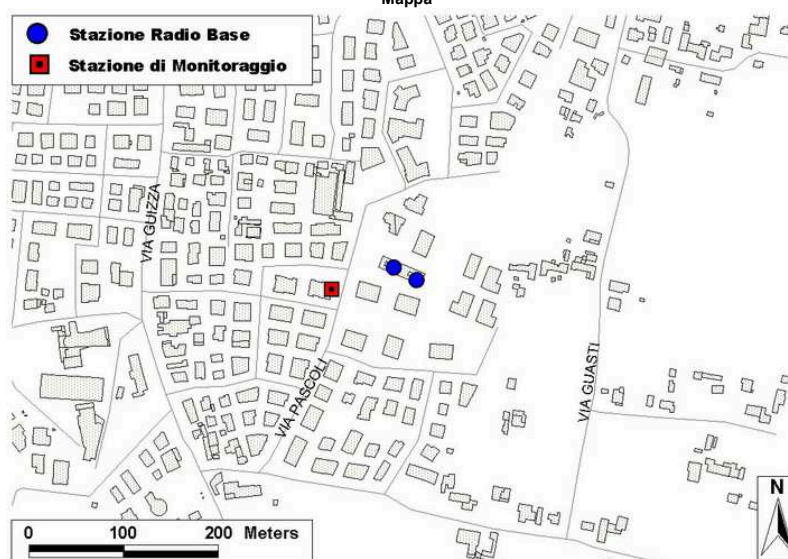 Mappa
Stazione Radio Base
Stazione di Monitoraggio
VIA GUIZZA
VIA PASCOLI
VIA GUASTI
N
0 100 200 Meters